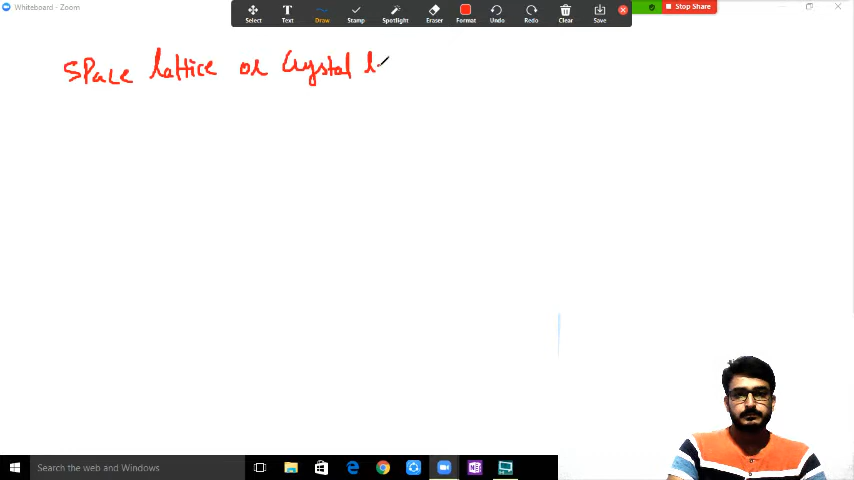 Whiteboard - Zoom
Select Text Draw Stamp Spotlight Eraser Format Undo Redo Clear Save
Stop Share
Space lattice or Crystal l
Search the web and Windows